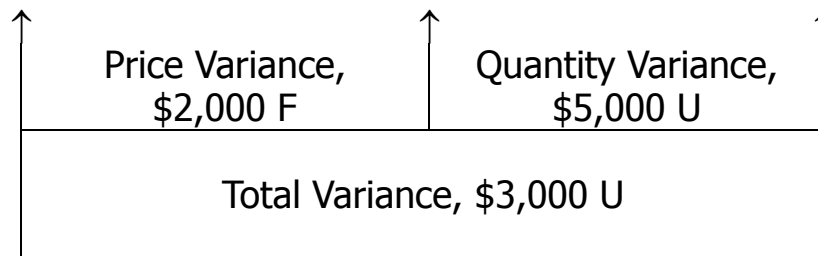 Price Variance,
$2,000 F
Quantity Variance,
$5,000 U
Total Variance, $3,000 U